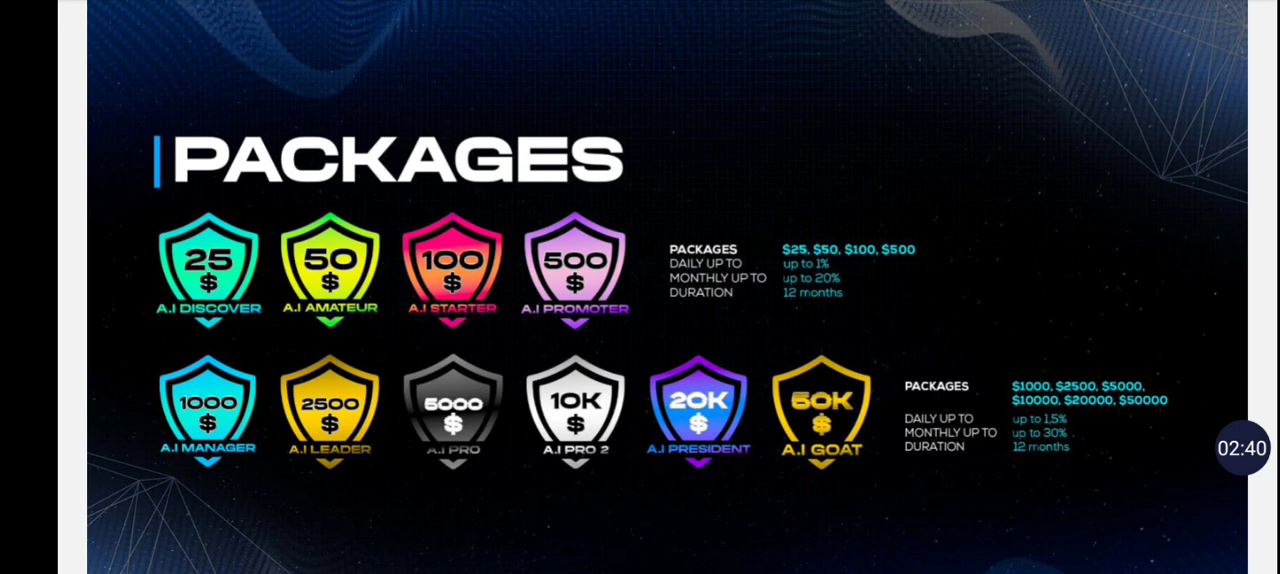 PACKAGES
25 $ A.I DISCOVER
50 $ A.I AMATEUR
100 $ A.I STARTER
500 $ A.I PROMOTER
PACKAGES $25, $50, $100, $500
DAILY UP TO up to 1%
MONTHLY UP TO up to 20%
DURATION 12 months
1000 $ A.I MANAGER
2500 $ A.I LEADER
5000 $ A.I PRO
10K $ A.I PRO 2
20K $ A.I PRESIDENT
50K $ A.I GOAT
PACKAGES $1000, $2500, $5000,
$10000, $20000, $50000
DAILY UP TO up to 1,5%
MONTHLY UP TO up to 30%
DURATION 12 months
02:40